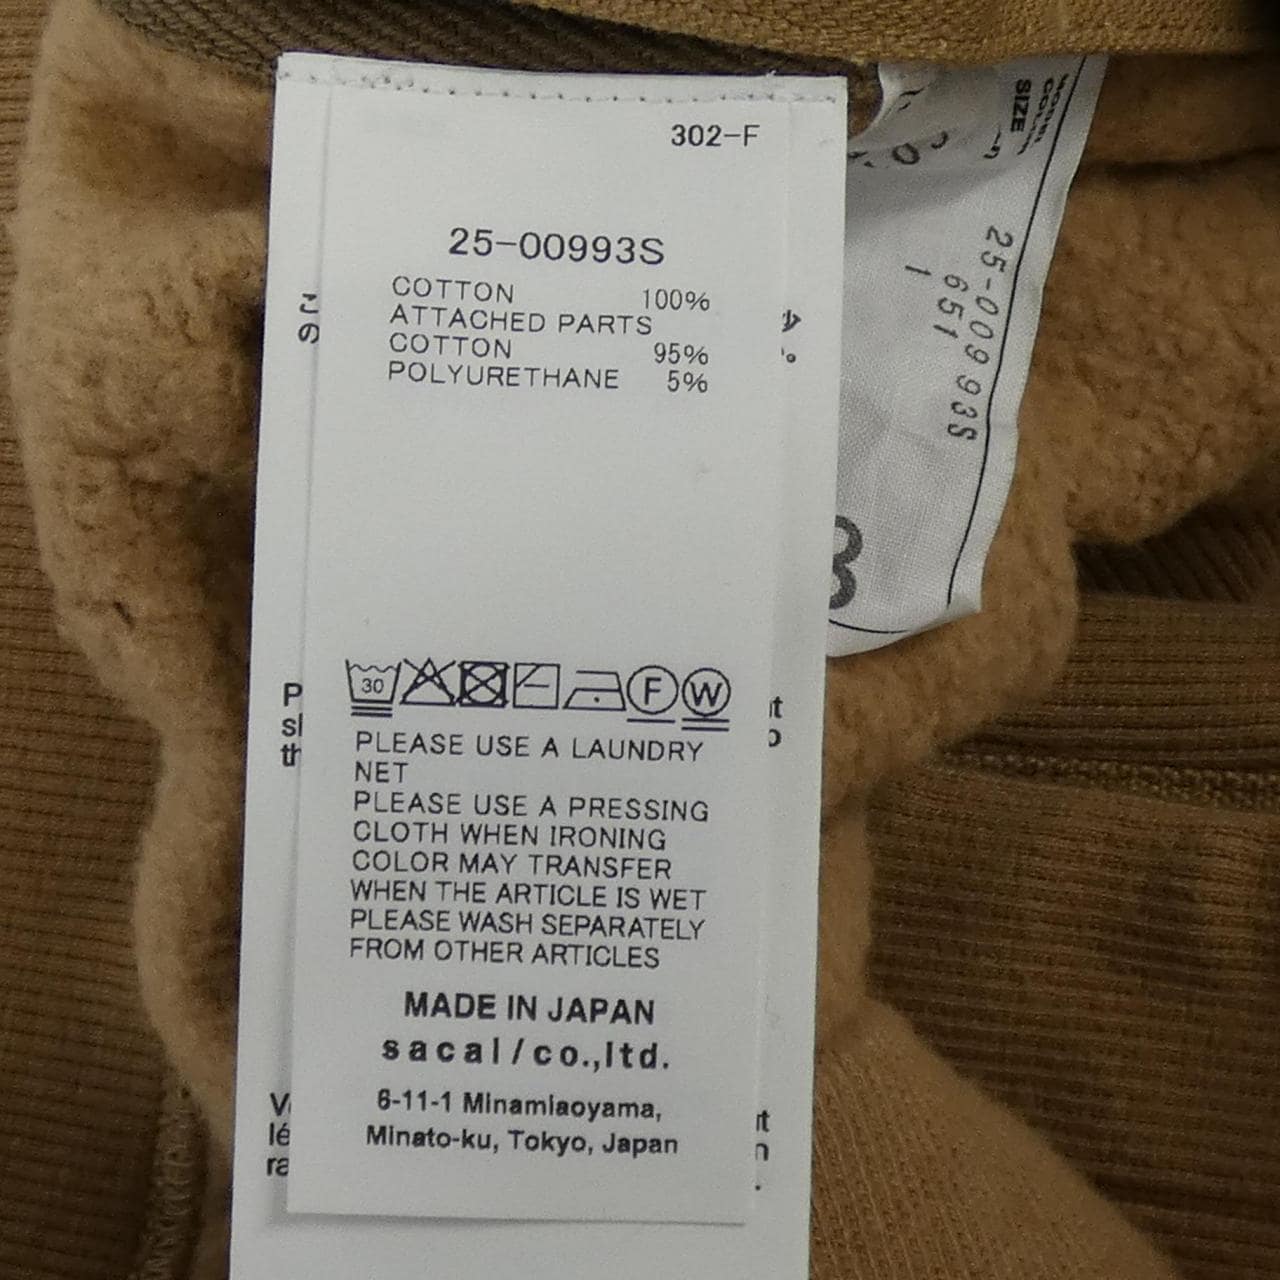 302-F
25-00993S
COTTON 100%
ATTACHED PARTS
COTTON 95%
POLYURETHANE 5%
30
F
W
PLEASE USE A LAUNDRY
NET
PLEASE USE A PRESSING
CLOTH WHEN IRONING
COLOR MAY TRANSFER
WHEN THE ARTICLE IS WET
PLEASE WASH SEPARATELY
FROM OTHER ARTICLES
MADE IN JAPAN
sacai/co.,ltd.
6-11-1 Minamiaoyama,
Minato-ku, Tokyo, Japan
SIZE
25-00993S
651
1